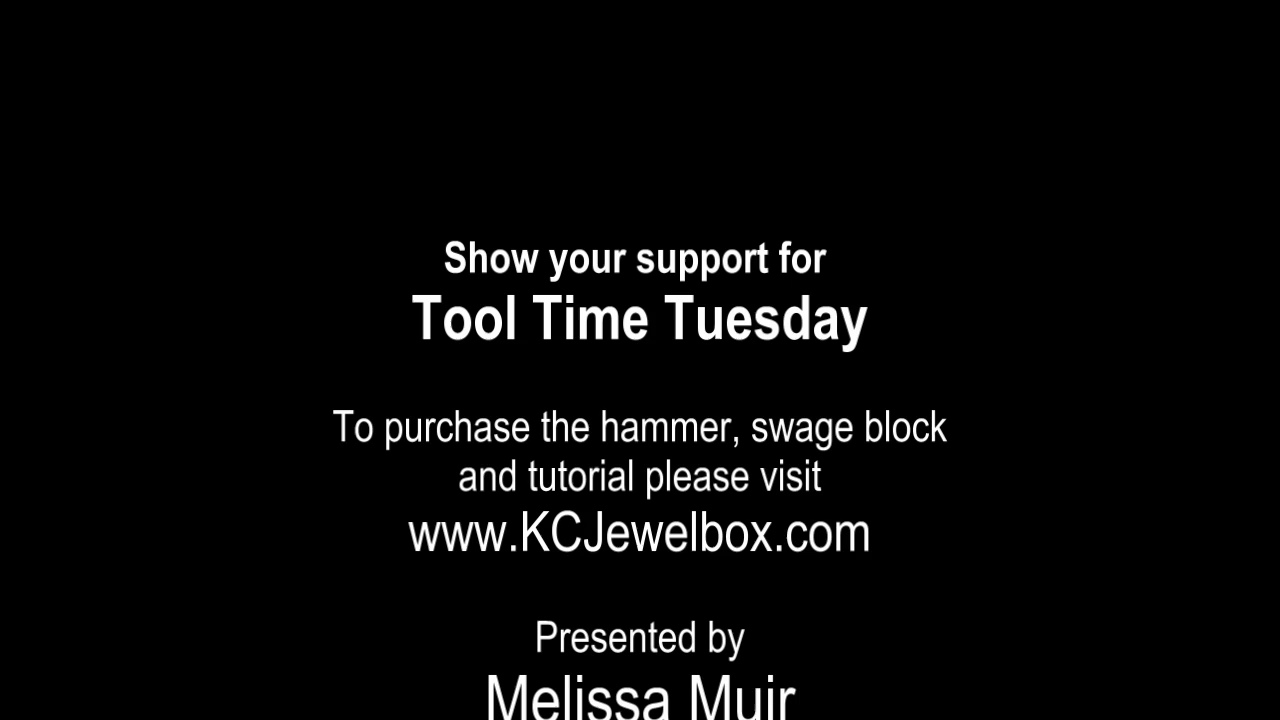 Show your support for
Tool Time Tuesday
To purchase the hammer, swage block
and tutorial please visit
www.KCJewelbox.com
Presented by
Melissa Muir